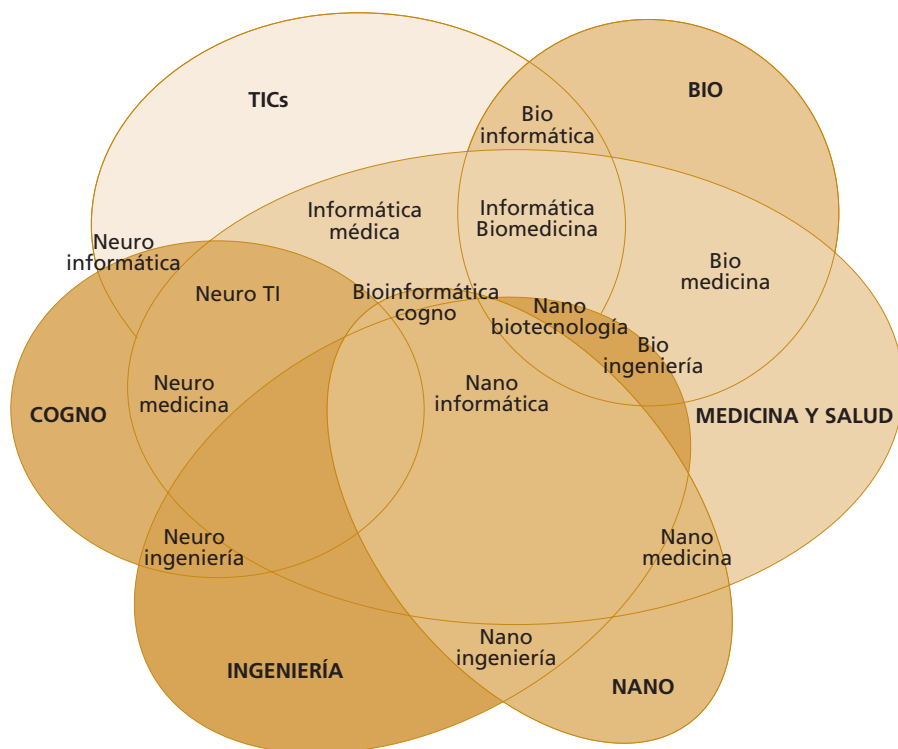 TICs
BIO
Bio
informática
Informática
médica
Informática
Biomedicina
Neuro
informática
Bio
medicina
Neuro TI
Bioinformática
cogno
Nano
biotecnología
Bio
ingeniería
Neuro
medicina
Nano
informática
COGNO
MEDICINA Y SALUD
Neuro
ingeniería
Nano
medicina
Nano
ingeniería
INGENIERÍA
NANO